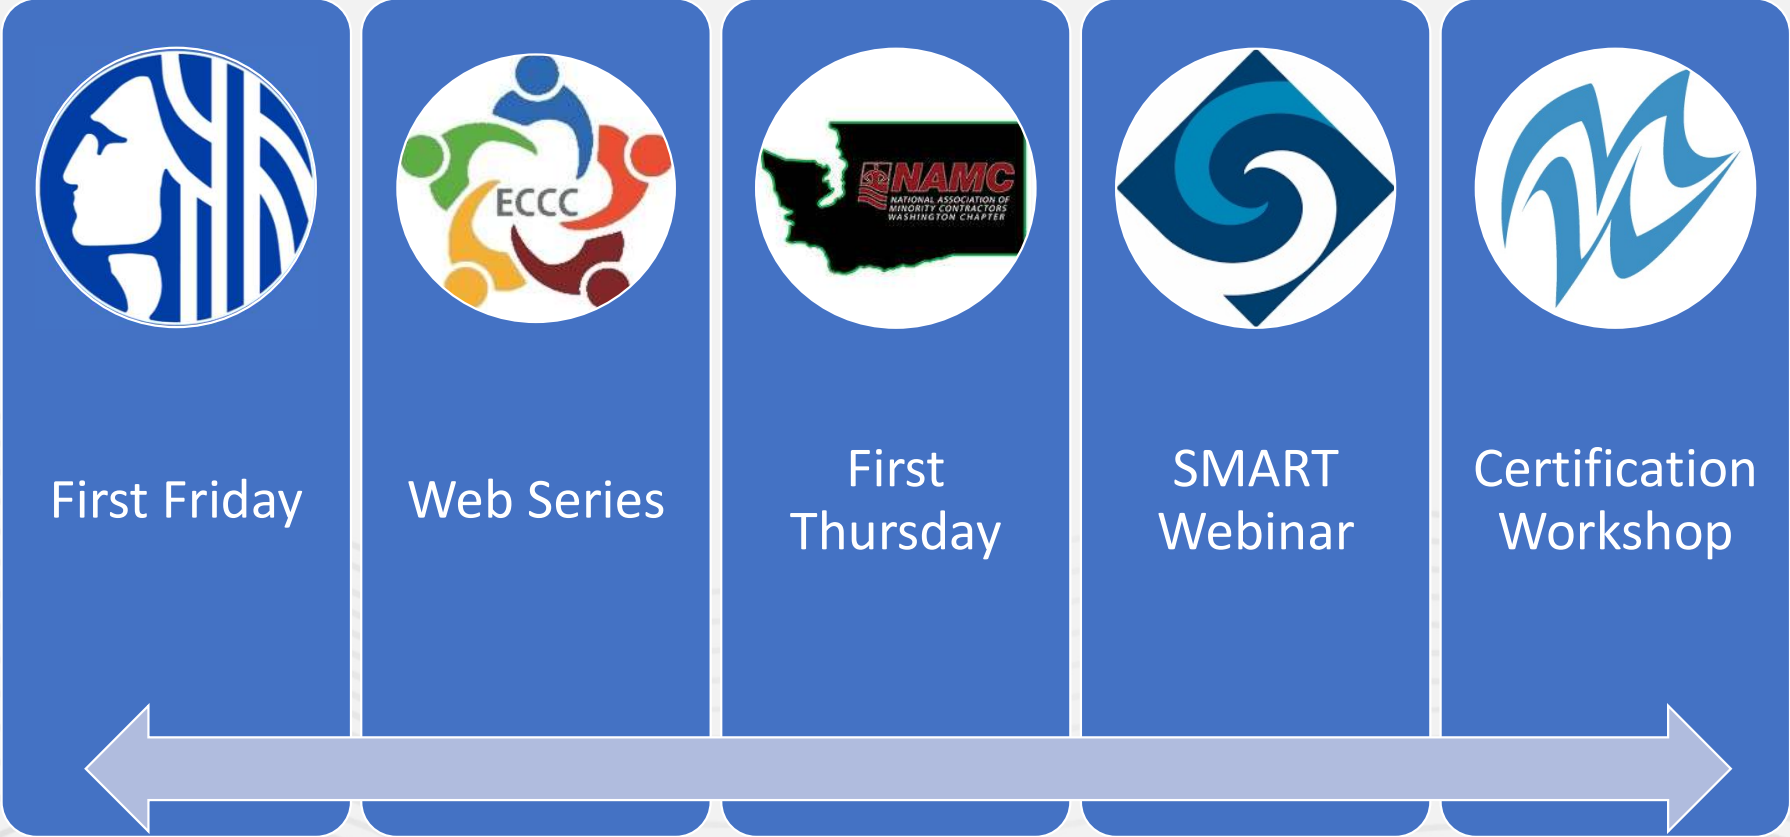 ECCC
NAMC
NATIONAL ASSOCIATION OF
MINORITY CONTRACTORS
WASHINGTON CHAPTER
First Friday
Web Series
First
Thursday
SMART
Webinar
Certification
Workshop